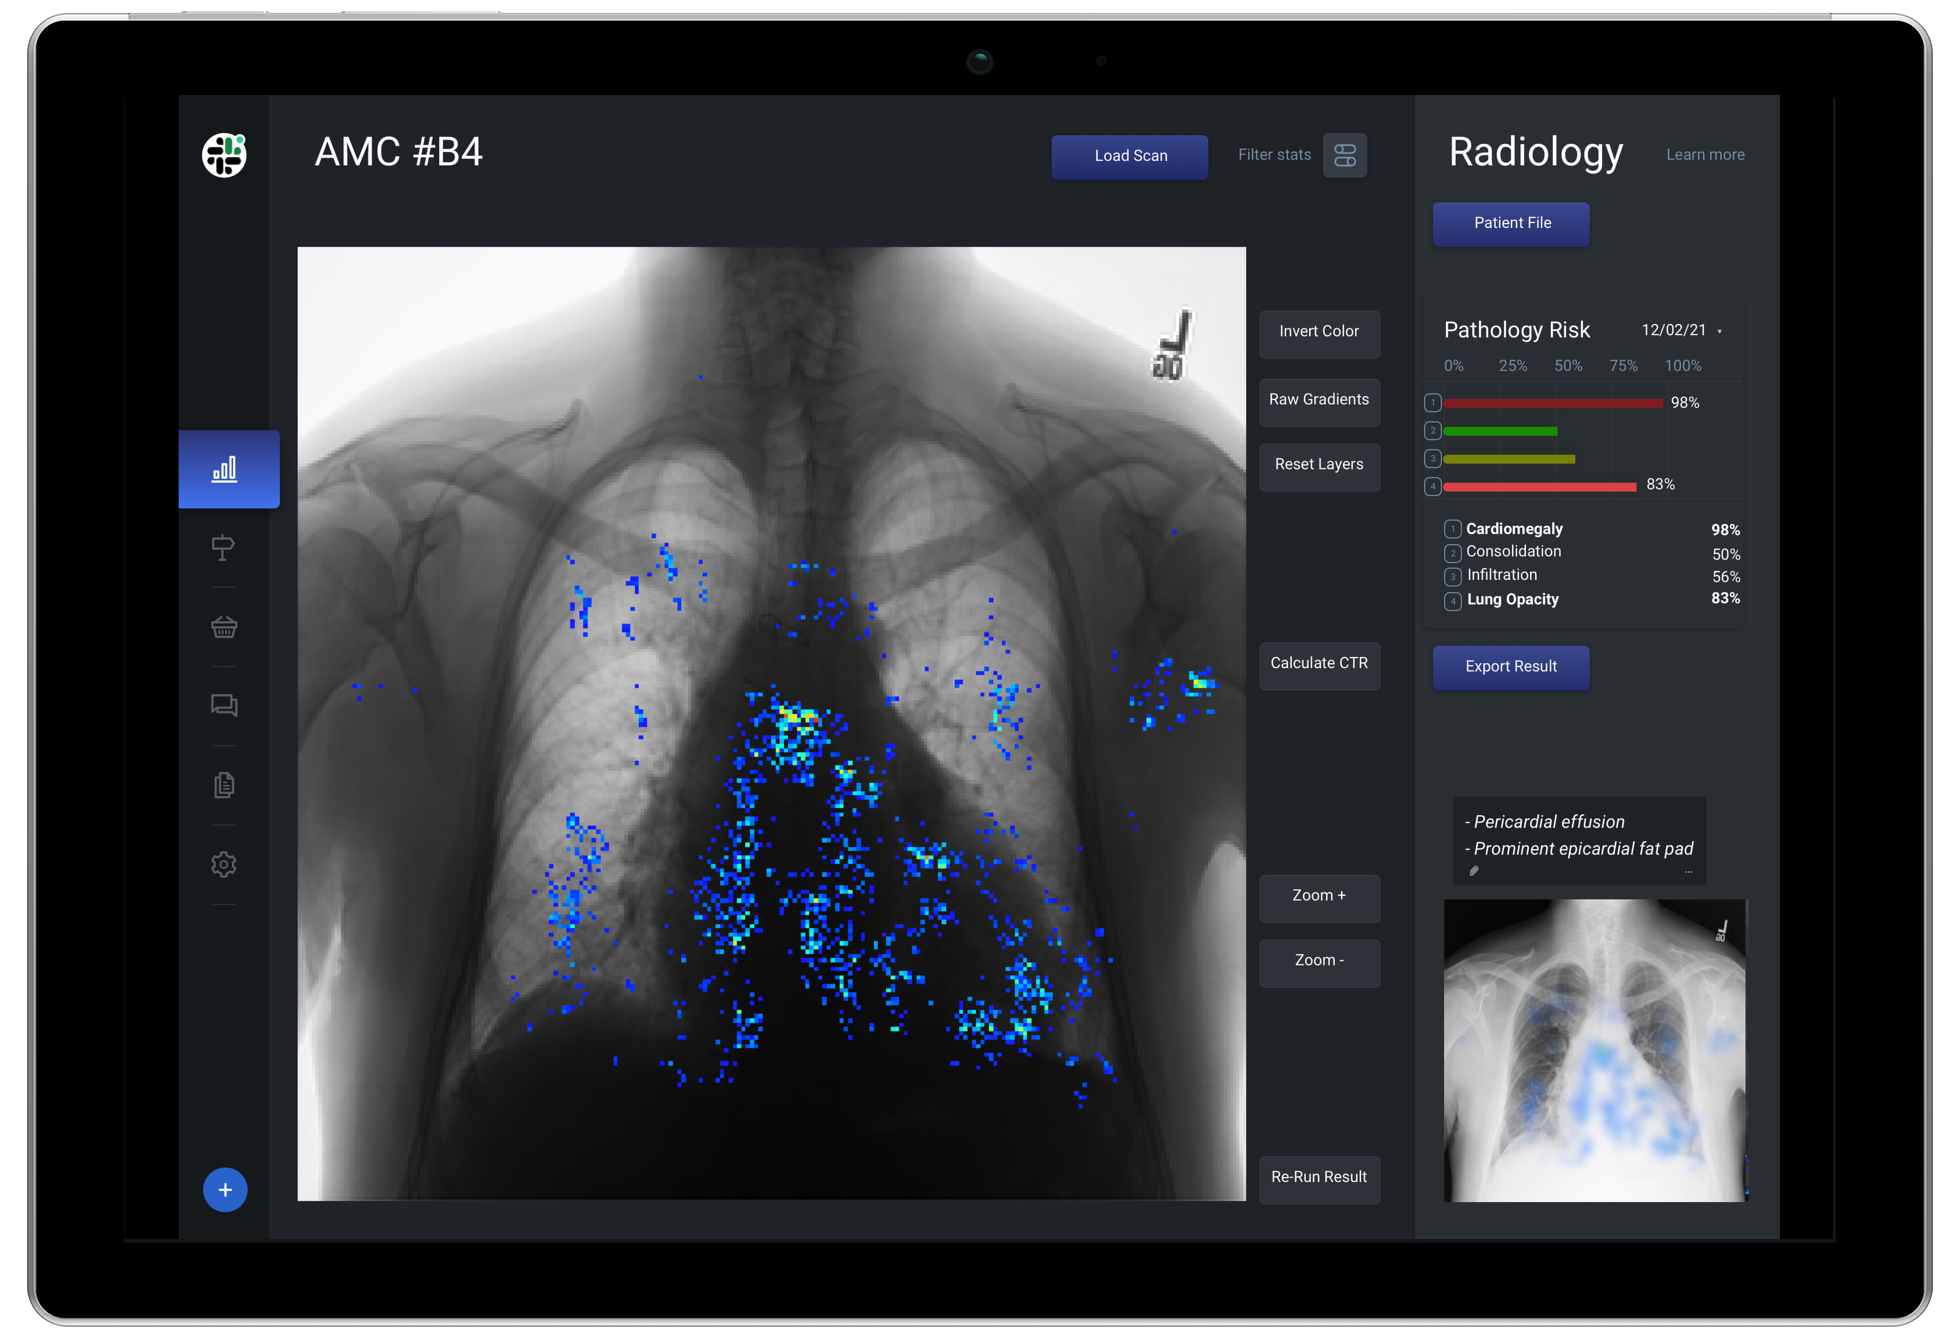 AMC #B4
Load Scan
Filter stats
Radiology
Learn more
Patient File
L
Invert Color
Raw Gradients
Reset Layers
Calculate CTR
Zoom +
Zoom -
Re-Run Result
Pathology Risk
12/02/21
0% 25% 50% 75% 100%
1 98%
2
3
4 83%
1 Cardiomegaly 98%
2 Consolidation 50%
3 Infiltration 56%
4 Lung Opacity 83%
Export Result
- Pericardial effusion
- Prominent epicardial fat pad
...
L
+